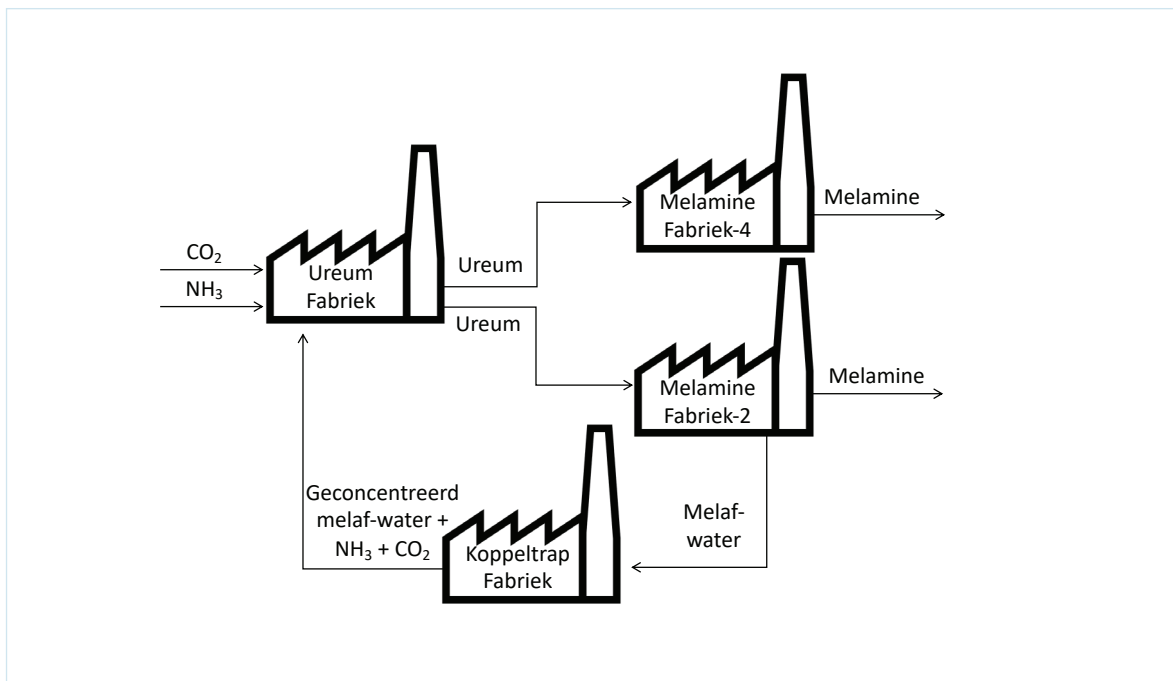 CO₂
NH₃
Ureum
Fabriek
Ureum
Ureum
Melamine
Fabriek-4
Melamine
Melamine
Fabriek-2
Melamine
Melaf-
water
Koppeltrap
Fabriek
Geconcentreerd
melaf-water +
NH₃ + CO₂